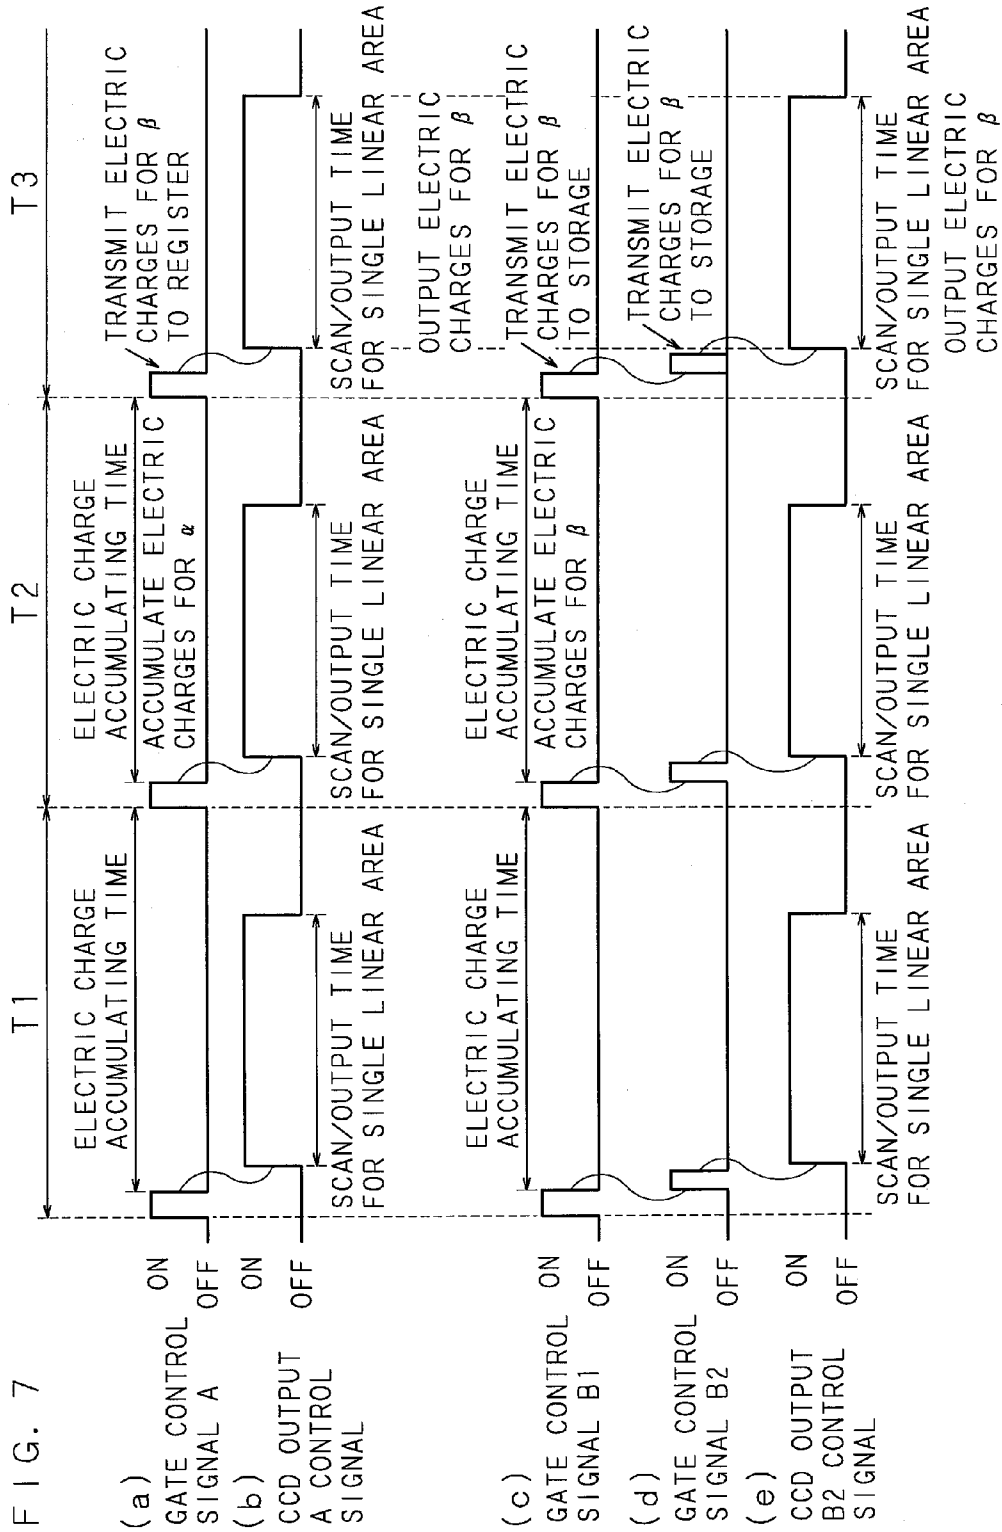 FIG. 7
T1
T2
T3
(a)
GATE CONTROL
SIGNAL A
ON
OFF
ELECTRIC CHARGE
ACCUMULATING TIME
ELECTRIC CHARGE
ACCUMULATING TIME
ACCUMULATE ELECTRIC
CHARGES FOR α
TRANSMIT ELECTRIC
CHARGES FOR β
TO REGISTER
(b)
CCD OUTPUT
A CONTROL
SIGNAL
ON
OFF
SCAN/OUTPUT TIME
FOR SINGLE LINEAR AREA
SCAN/OUTPUT TIME
FOR SINGLE LINEAR AREA
SCAN/OUTPUT TIME
FOR SINGLE LINEAR AREA
OUTPUT ELECTRIC
CHARGES FOR β
(c)
GATE CONTROL
SIGNAL B1
ON
OFF
ELECTRIC CHARGE
ACCUMULATING TIME
ELECTRIC CHARGE
ACCUMULATING TIME
ACCUMULATE ELECTRIC
CHARGES FOR β
TRANSMIT ELECTRIC
CHARGES FOR β
TO STORAGE
(d)
GATE CONTROL
SIGNAL B2
ON
OFF
TRANSMIT ELECTRIC
CHARGES FOR β
TO STORAGE
(e)
CCD OUTPUT
B2 CONTROL
SIGNAL
ON
OFF
SCAN/OUTPUT TIME
FOR SINGLE LINEAR AREA
SCAN/OUTPUT TIME
FOR SINGLE LINEAR AREA
SCAN/OUTPUT TIME
FOR SINGLE LINEAR AREA
OUTPUT ELECTRIC
CHARGES FOR β